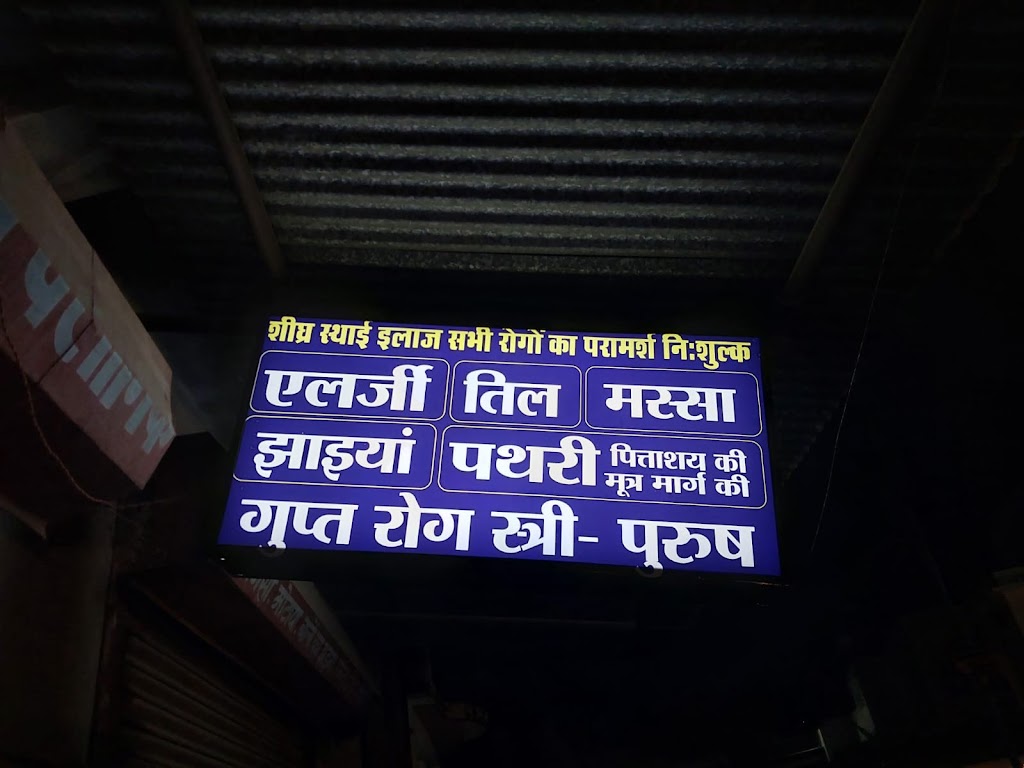 शीघ्र स्थाई इलाज सभी रोगों का परामर्श नि:शुल्क
एलर्जी तिल मस्सा
झाइयां पथरी पित्ताशय की
मूत्र मार्ग की
गुप्त रोग स्त्री- पुरुष